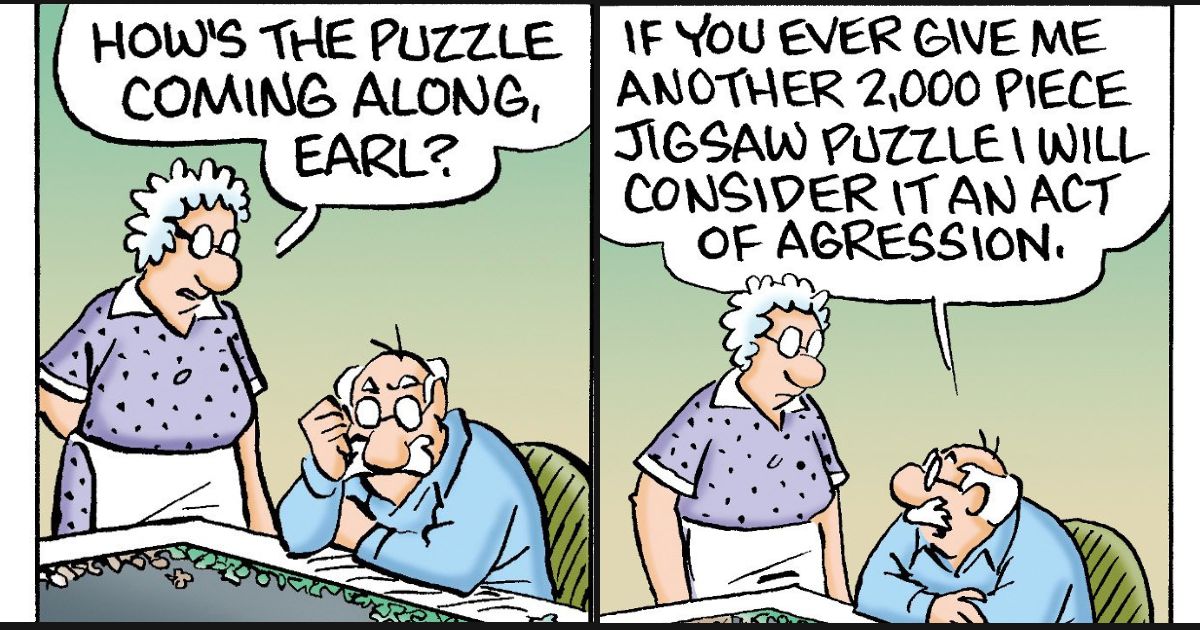 HOW'S THE PUZZLE
COMING ALONG,
EARL?
IF YOU EVER GIVE ME
ANOTHER 2,000 PIECE
JIGSAW PUZZLE I WILL
CONSIDER IT AN ACT
OF AGRESSION.